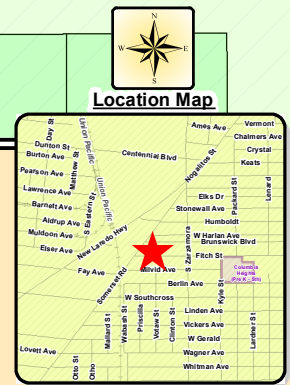 N
W E
S
Location Map
Day St
Union Pacific
Ames Ave
Vermont
Chalmers Ave
Dunton St
Matthew St
Centennial Blvd
Nogalitos St
Crystal
Burton Ave
Keats
Pearson Ave
Union Pacific
Packard St
Lenard
Lawrence Ave
S Eastern St
Elks Dr
Barnett Ave
Stonewall Ave
Aldrup Ave
New Laredo Hwy
Humboldt
Muldoon Ave
W Harlan Ave
Brunswick Blvd
Elser Ave
S Zarzamora
Fitch St
Fay Ave
Somerset Rd
Milvid Ave
Columbia
Heights
(Pre K - 5th)
Berlin Ave
Kyle St
W Southcross
Mallard St
Wabash St
Priscilla
Votaw St
Clinton St
Linden Ave
Vickers Ave
Lardner St
W Gerald
Lovett Ave
Wagner Ave
Otto St
Otho
Whitman Ave